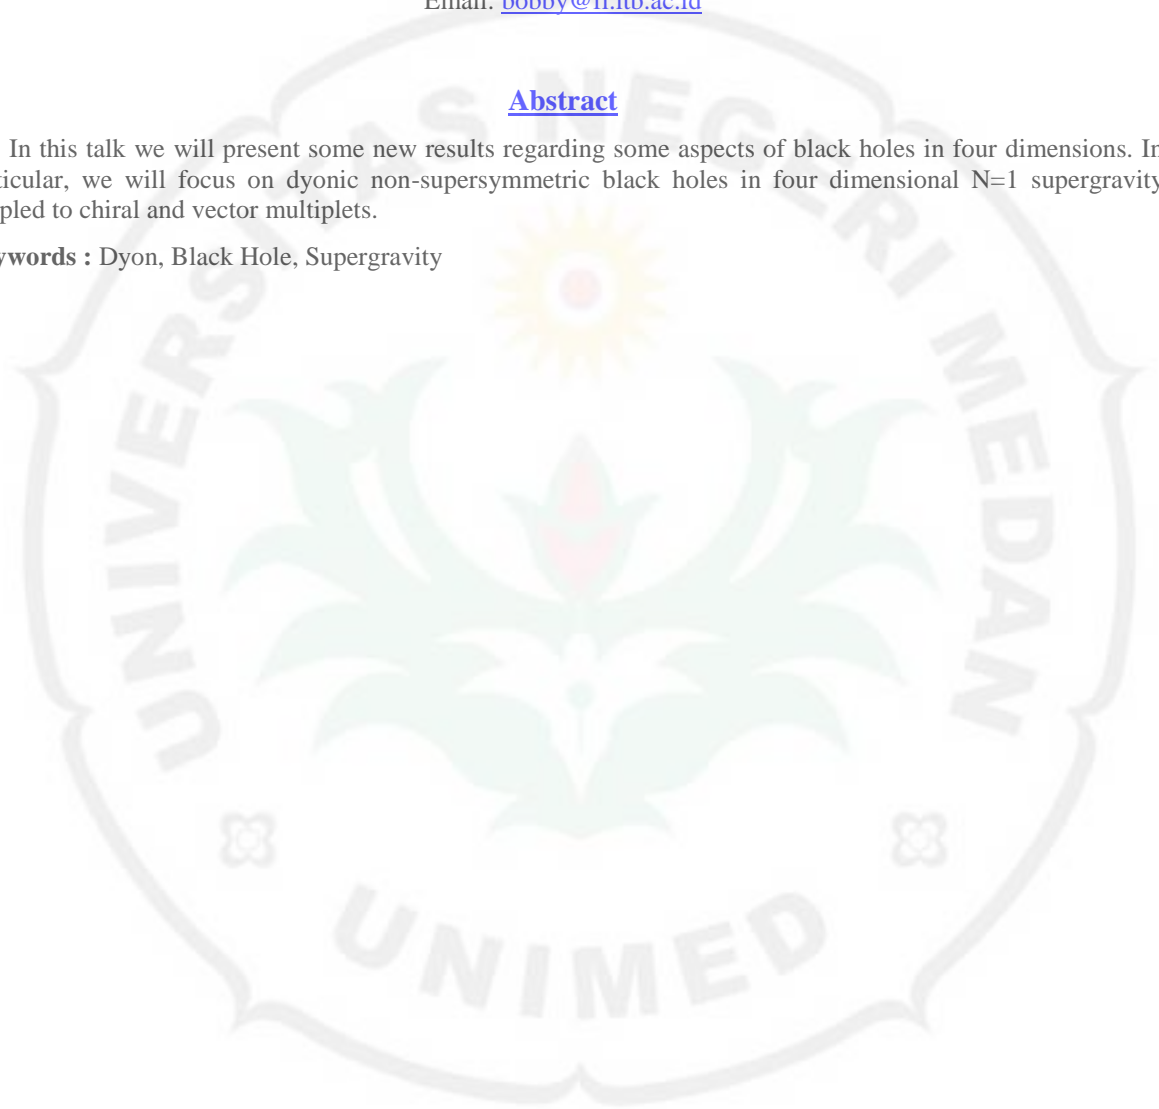 Email: bobby@fi.itb.ac.id
Abstract
In this talk we will present some new results regarding some aspects of black holes in four dimensions. In
ticular, we will focus on dyonic non-supersymmetric black holes in four dimensional N=1 supergravity
pled to chiral and vector multiplets.
ywords : Dyon, Black Hole, Supergravity
UNIVERSITAS NEGERI MEDAN
UNIMED